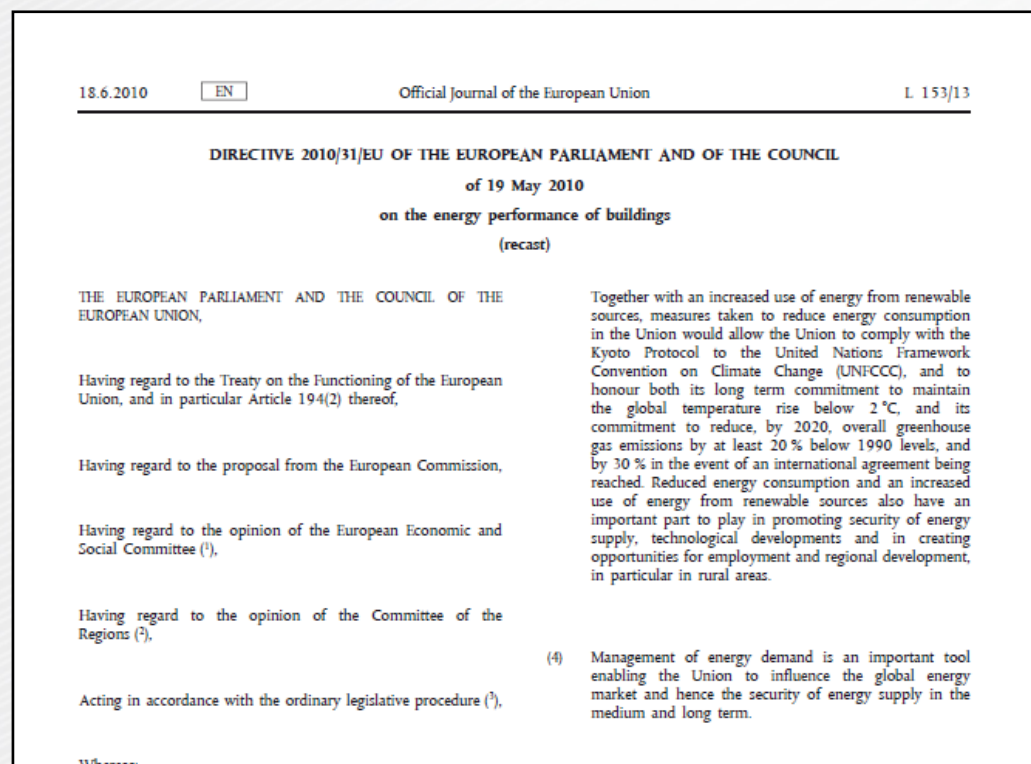 18.6.2010 EN Official Journal of the European Union L 153/13
DIRECTIVE 2010/31/EU OF THE EUROPEAN PARLIAMENT AND OF THE COUNCIL
of 19 May 2010
on the energy performance of buildings
(recast)
THE EUROPEAN PARLIAMENT AND THE COUNCIL OF THE
EUROPEAN UNION,
Having regard to the Treaty on the Functioning of the European
Union, and in particular Article 194(2) thereof,
Having regard to the proposal from the European Commission,
Having regard to the opinion of the European Economic and
Social Committee (¹),
Having regard to the opinion of the Committee of the
Regions (²),
Acting in accordance with the ordinary legislative procedure (³),
Whereas:
Together with an increased use of energy from renewable
sources, measures taken to reduce energy consumption
in the Union would allow the Union to comply with the
Kyoto Protocol to the United Nations Framework
Convention on Climate Change (UNFCCC), and to
honour both its long term commitment to maintain
the global temperature rise below 2 °C, and its
commitment to reduce, by 2020, overall greenhouse
gas emissions by at least 20 % below 1990 levels, and
by 30 % in the event of an international agreement being
reached. Reduced energy consumption and an increased
use of energy from renewable sources also have an
important part to play in promoting security of energy
supply, technological developments and in creating
opportunities for employment and regional development,
in particular in rural areas.
(4) Management of energy demand is an important tool
enabling the Union to influence the global energy
market and hence the security of energy supply in the
medium and long term.